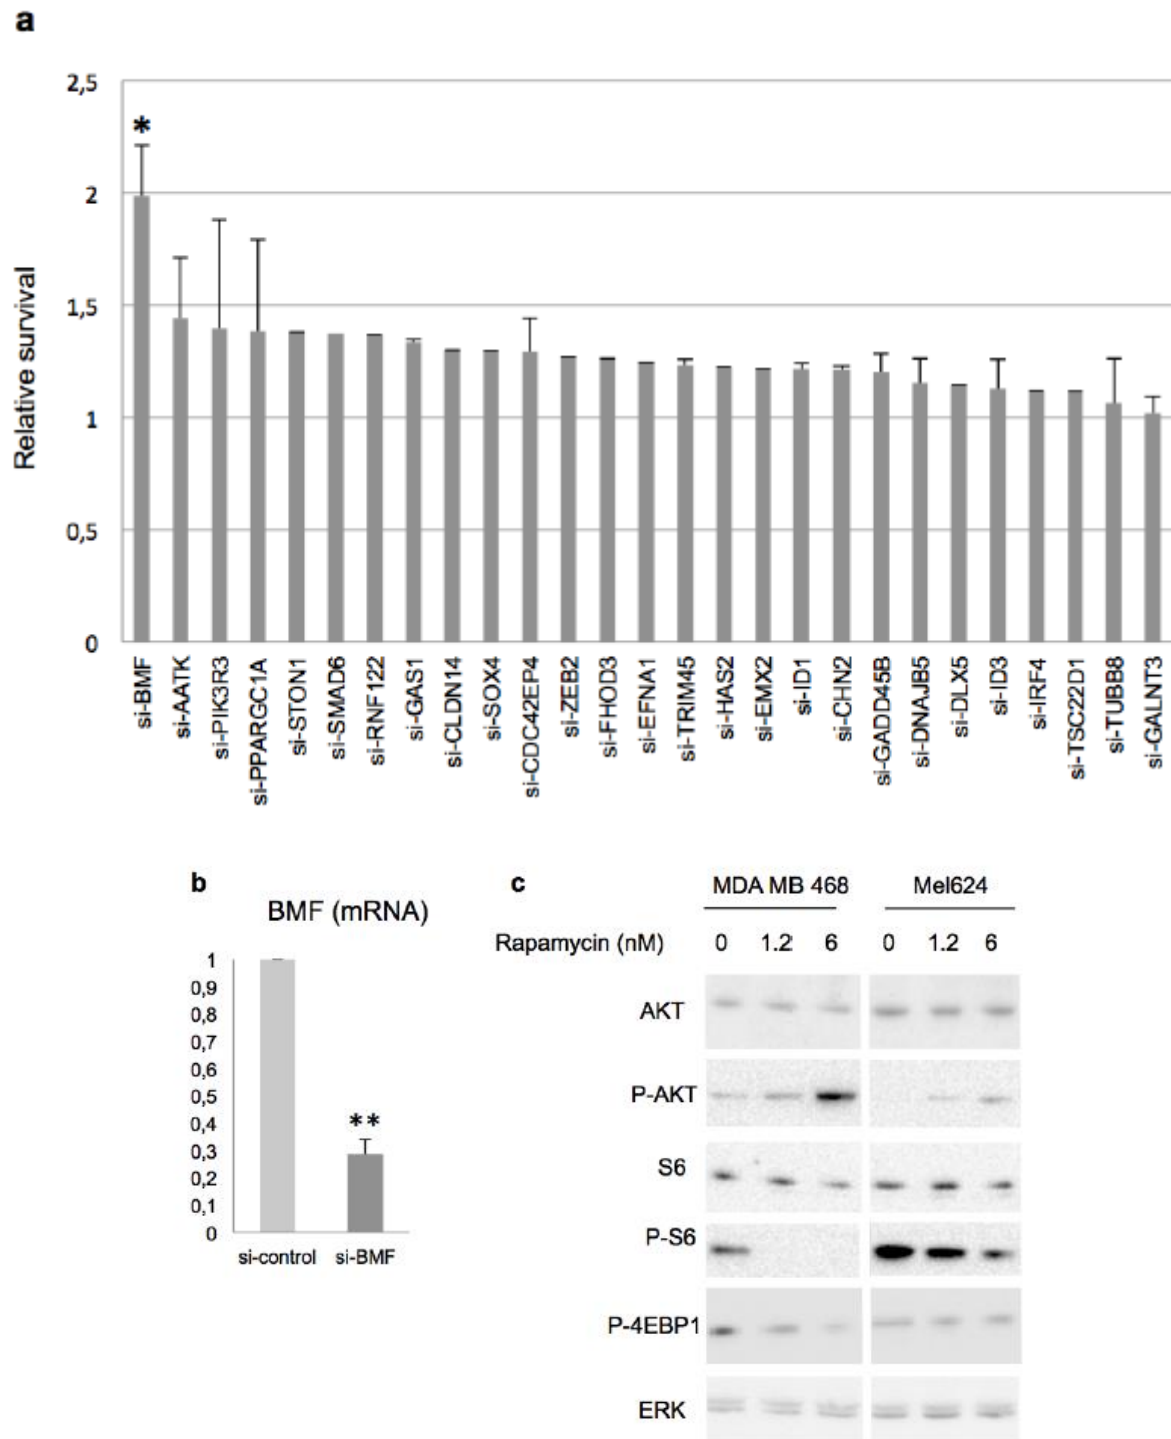 a
2,5
2
1,5
1
0,5
0
Relative survival
*
si-BMF
si-AATK
si-PIK3R3
si-PPARGC1A
si-STON1
si-SMAD6
si-RNF122
si-GAS1
si-CLDN14
si-SOX4
si-CDC42EP4
si-ZEB2
si-FHOD3
si-EFNA1
si-TRIM45
si-HAS2
si-EMX2
si-ID1
si-CHN2
si-GADD45B
si-DNAJB5
si-DLX5
si-ID3
si-IRF4
si-TSC22D1
si-TUBB8
si-GALNT3
b
BMF (mRNA)
1
0,9
0,8
0,7
0,6
0,5
0,4
0,3
0,2
0,1
0
**
si-control si-BMF
c
MDA MB 468 Mel624
Rapamycin (nM) 0 1.2 6 0 1.2 6
AKT
P-AKT
S6
P-S6
P-4EBP1
ERK